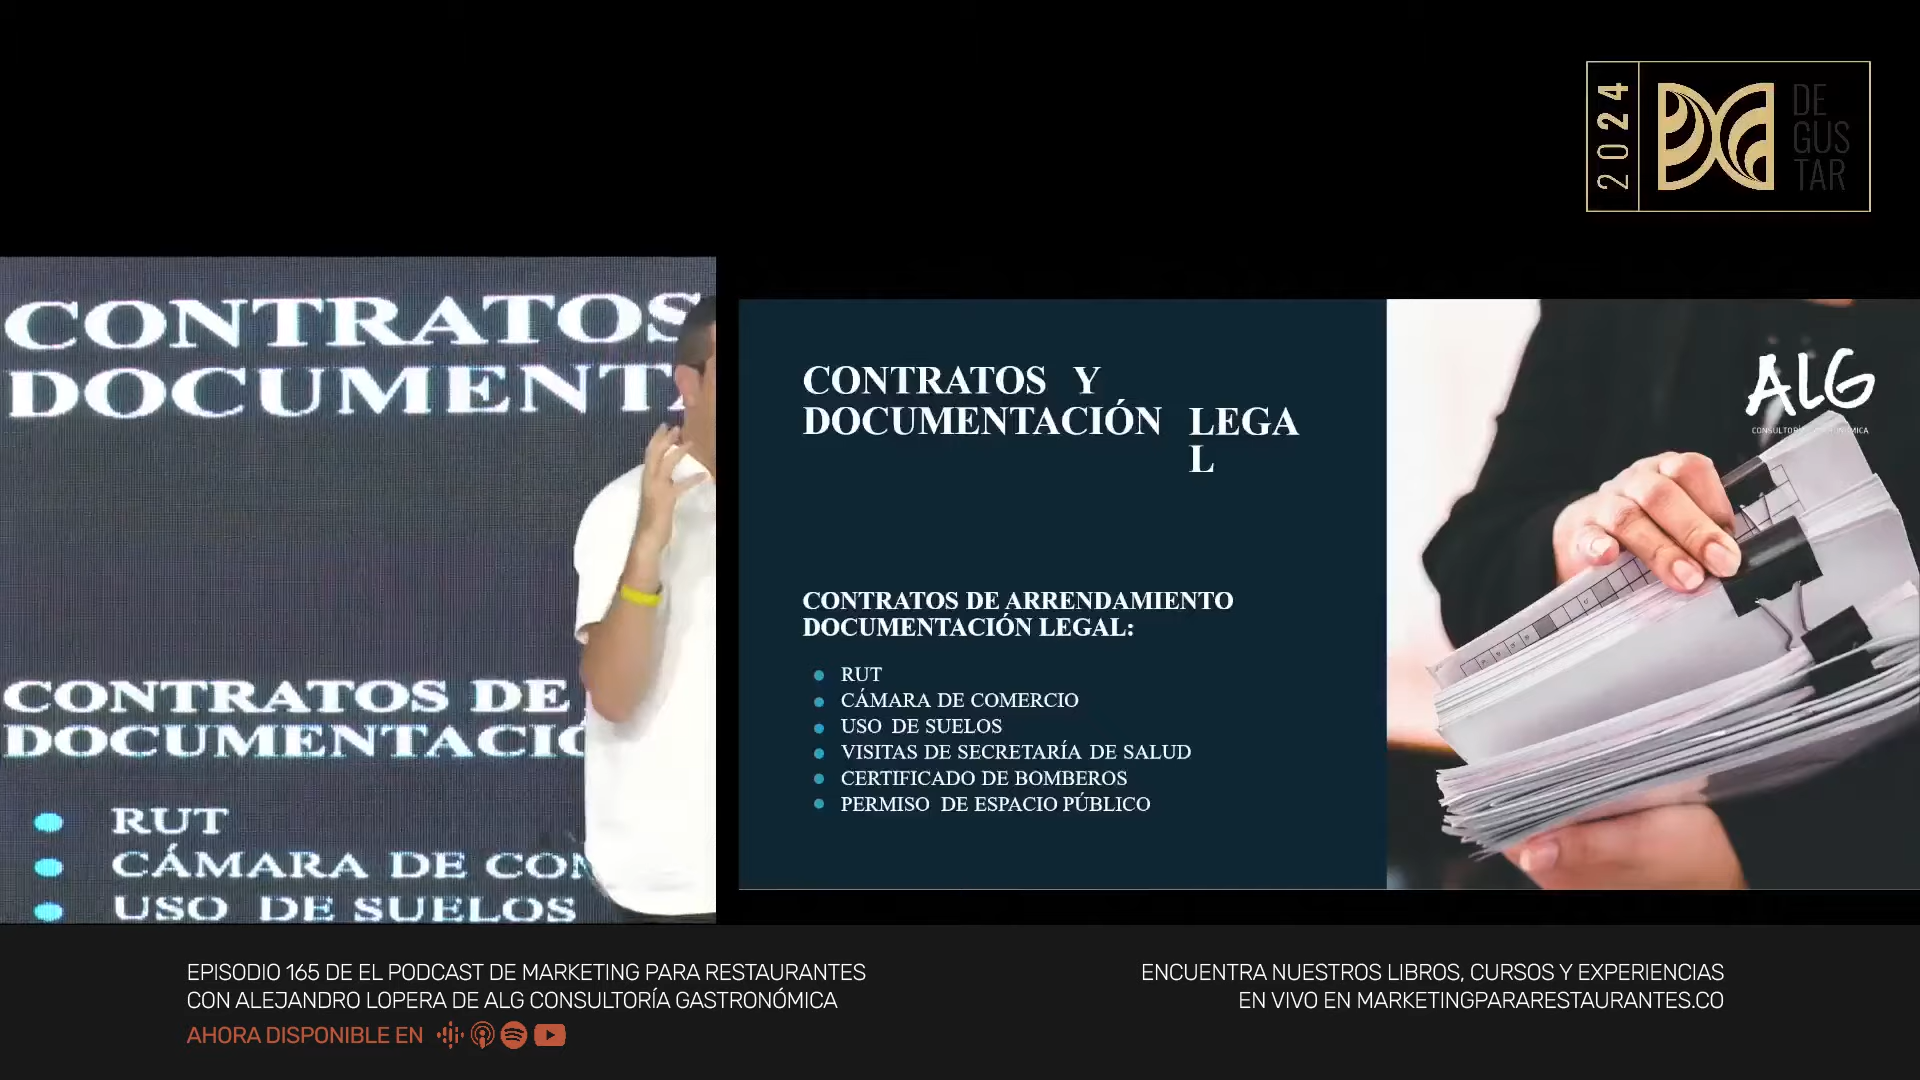 2024
DE
GUS
TAR
CONTRATOS
DOCUMENT
CONTRATOS DE
DOCUMENTACIÓ
RUT
CÁMARA DE COM
USO DE SUELOS
CONTRATOS Y
DOCUMENTACIÓN LEGA
L
CONTRATOS DE ARRENDAMIENTO
DOCUMENTACIÓN LEGAL:
RUT
CÁMARA DE COMERCIO
USO DE SUELOS
VISITAS DE SECRETARÍA DE SALUD
CERTIFICADO DE BOMBEROS
PERMISO DE ESPACIO PÚBLICO
ALG
EPISODIO 165 DE EL PODCAST DE MARKETING PARA RESTAURANTES
CON ALEJANDRO LOPERA DE ALG CONSULTORÍA GASTRONÓMICA
AHORA DISPONIBLE EN
ENCUENTRA NUESTROS LIBROS, CURSOS Y EXPERIENCIAS
EN VIVO EN MARKETINGPARARESTAURANTES.CO